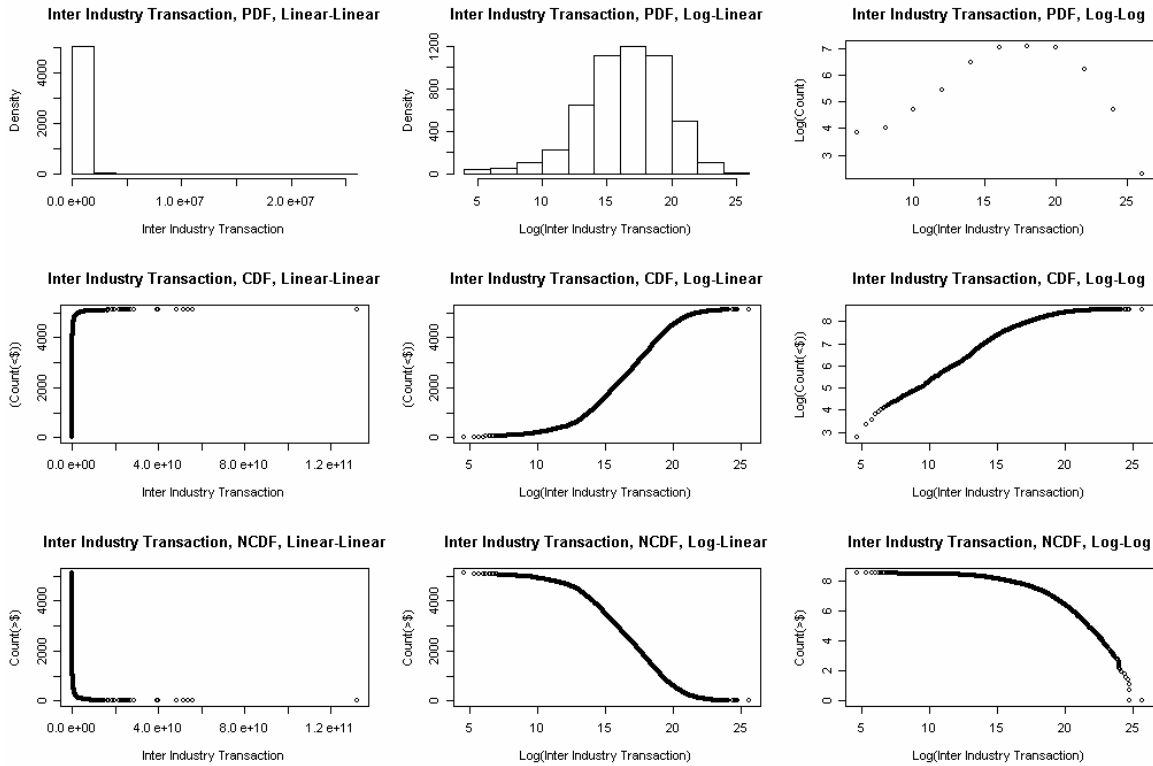 Inter Industry Transaction, PDF, Linear-Linear
Density
0 2000 4000
0.0 e+00 1.0 e+07 2.0 e+07
Inter Industry Transaction
Inter Industry Transaction, PDF, Log-Linear
Density
0 400 800 1200
5 10 15 20 25
Log(Inter Industry Transaction)
Inter Industry Transaction, PDF, Log-Log
Log(Count)
3 4 5 6 7
10 15 20 25
Log(Inter Industry Transaction)
Inter Industry Transaction, CDF, Linear-Linear
(Count(<$))
0 2000 4000
0.0 e+00 4.0 e+10 8.0 e+10 1.2 e+11
Inter Industry Transaction
Inter Industry Transaction, CDF, Log-Linear
(Count(<$))
0 2000 4000
5 10 15 20 25
Log(Inter Industry Transaction)
Inter Industry Transaction, CDF, Log-Log
Log(Count(<$))
3 4 5 6 7 8
5 10 15 20 25
Log(Inter Industry Transaction)
Inter Industry Transaction, NCDF, Linear-Linear
Count(>$)
0 2000 4000
0.0 e+00 4.0 e+10 8.0 e+10 1.2 e+11
Inter Industry Transaction
Inter Industry Transaction, NCDF, Log-Linear
Count(>$)
0 2000 4000
5 10 15 20 25
Log(Inter Industry Transaction)
Inter Industry Transaction, NCDF, Log-Log
Count(>$)
0 2 4 6 8
5 10 15 20 25
Log(Inter Industry Transaction)